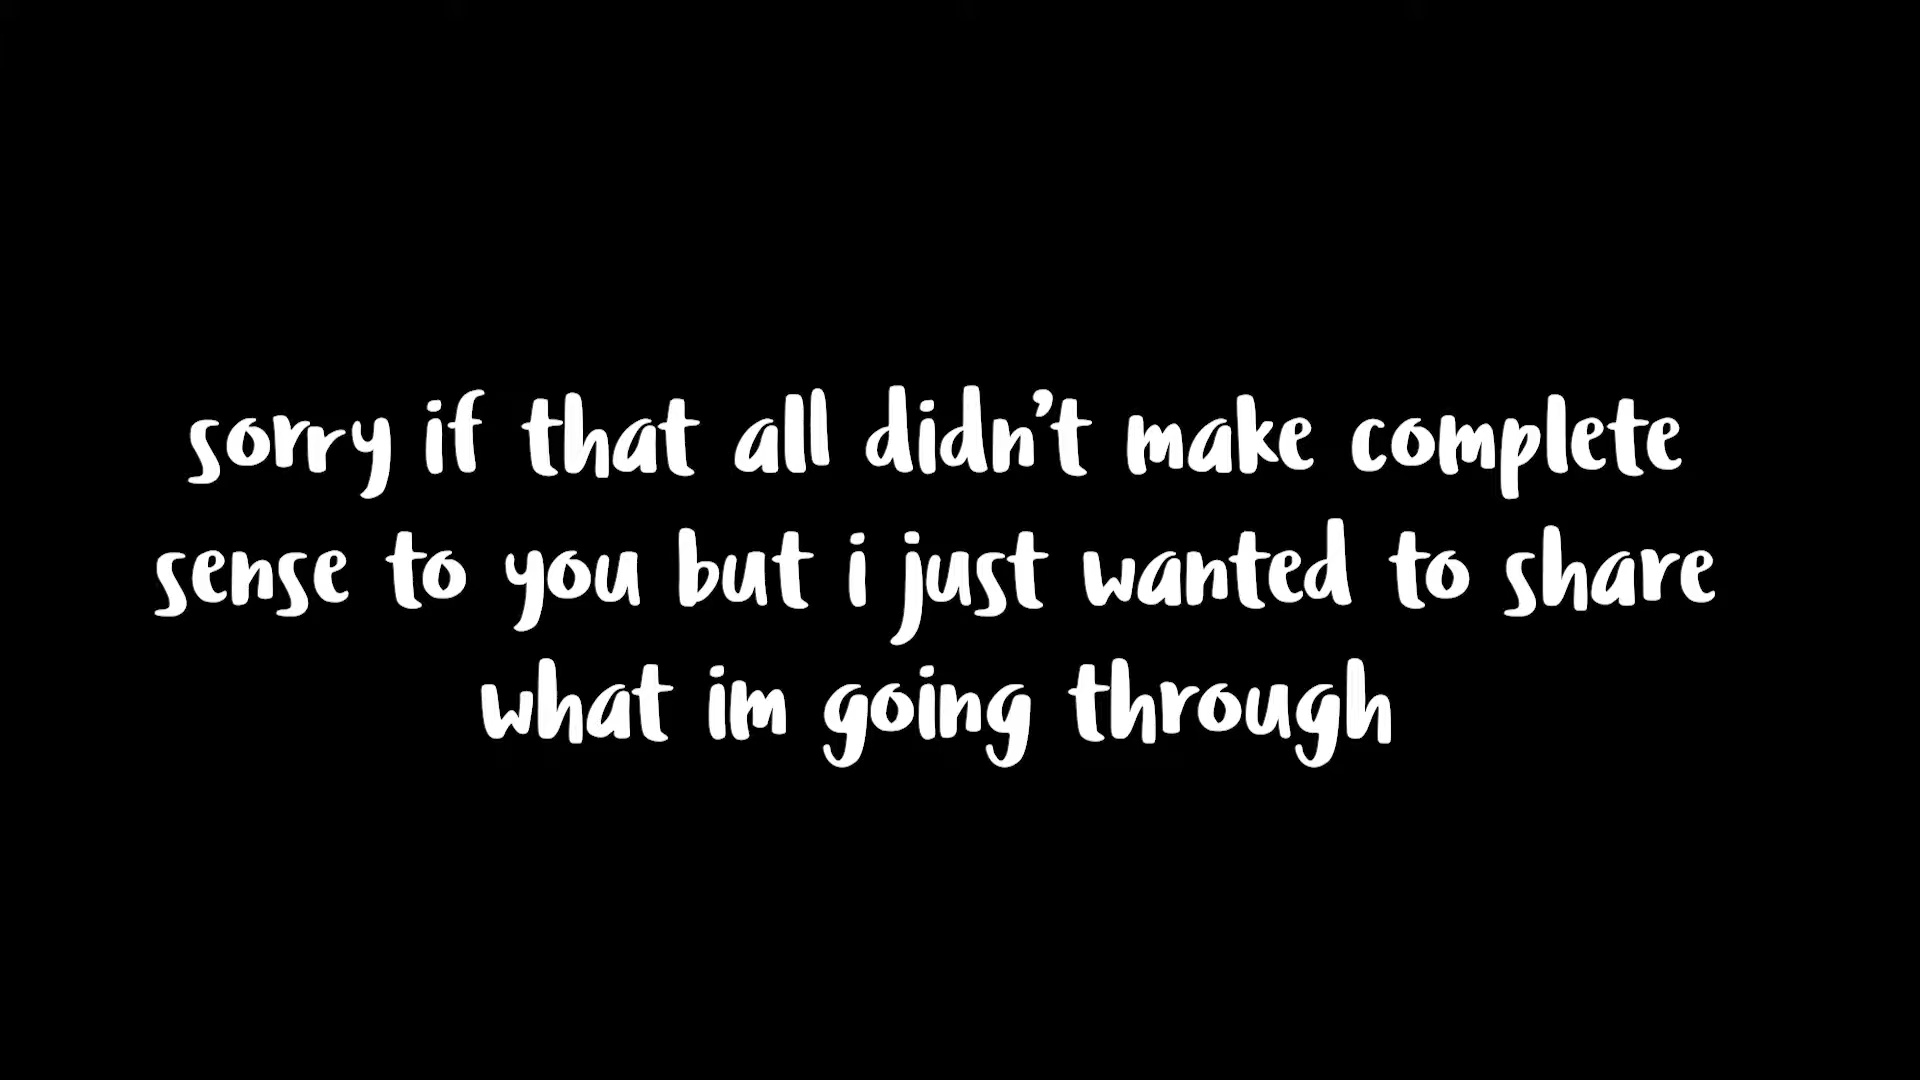 sorry if that all didn't make complete
sense to you but i just wanted to share
what im going through